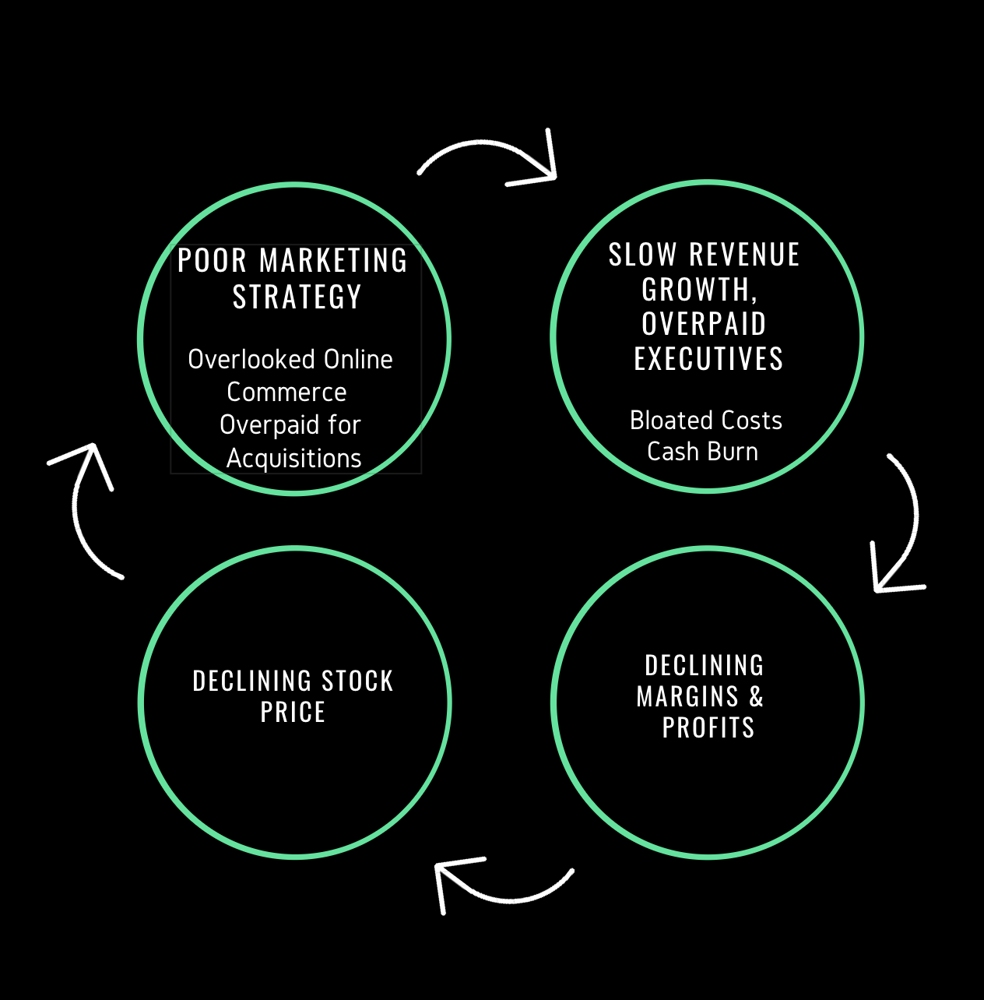 POOR MARKETING
STRATEGY
Overlooked Online
Commerce
Overpaid for
Acquisitions
SLOW REVENUE
GROWTH,
OVERPAID
EXECUTIVES
Bloated Costs
Cash Burn
DECLINING STOCK
PRICE
DECLINING
MARGINS &
PROFITS